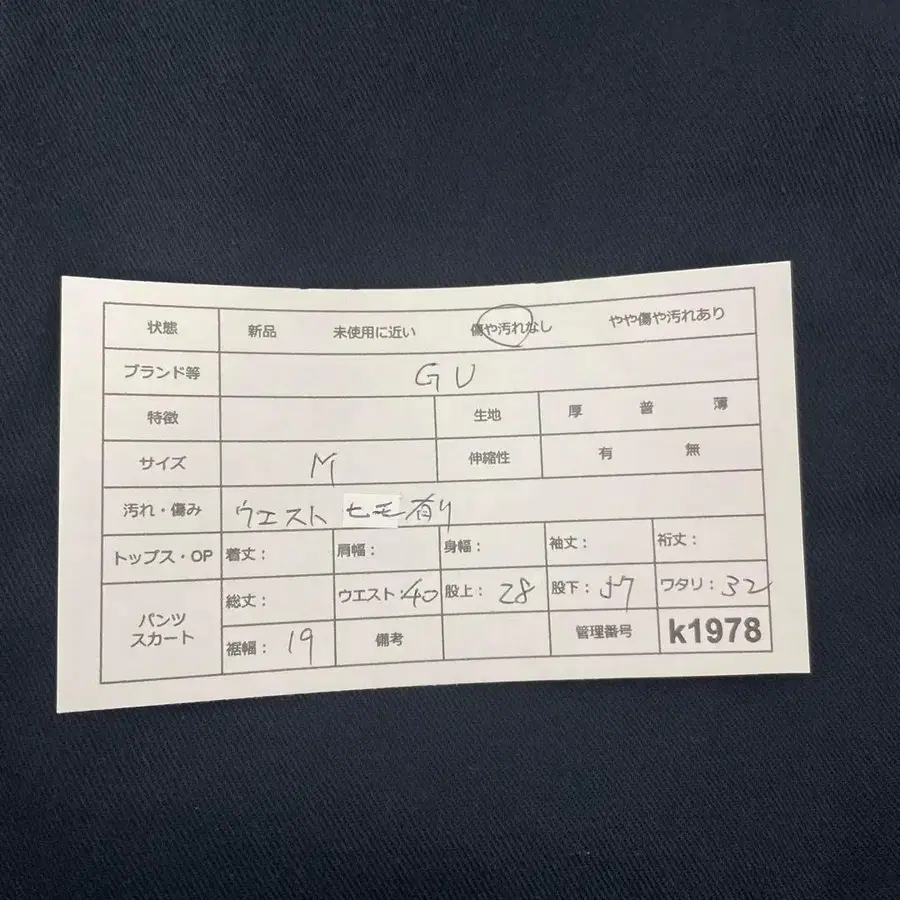 状態 新品 未使用に近い 傷や汚れなし やや傷や汚れあり
ブランド等 GU
特徴 生地 厚 普 薄
サイズ M 伸縮性 有 無
汚れ・傷み ウエスト ヒモ有り
トップス・OP 着丈： 肩幅： 身幅： 袖丈： 裄丈：
パンツ スカート 総丈： ウエスト：40 股上：28 股下：57 ワタリ：32
裾幅：19 備考 管理番号 k1978